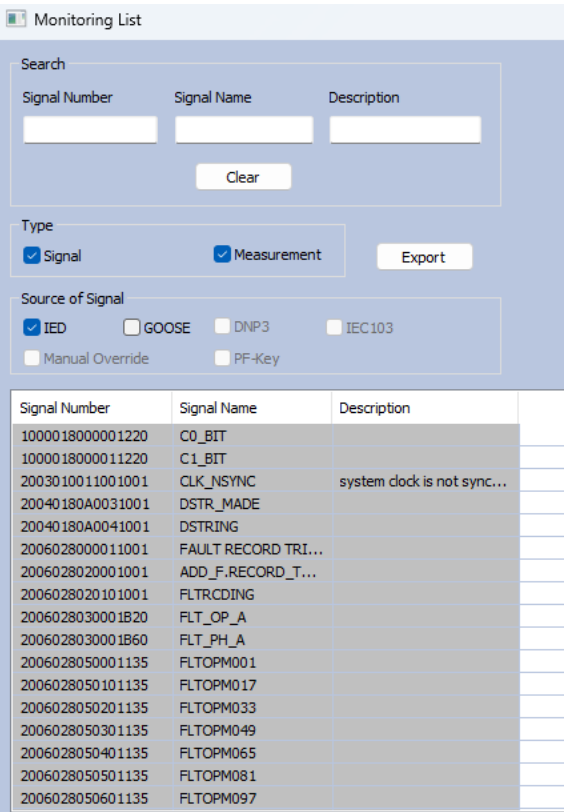 Monitoring List
Search
Signal Number Signal Name Description
Clear
Type
Signal Measurement Export
Source of Signal
IED GOOSE DNP3 IEC103
Manual Override PF-Key
Signal Number Signal Name Description
1000018000001220 C0_BIT
1000018000011220 C1_BIT
2003010011001001 CLK_NSYNC system clock is not sync...
20040180A0031001 DSTR_MADE
20040180A0041001 DSTRING
2006028000011001 FAULT RECORD TRI...
2006028020001001 ADD_F.RECORD_T...
2006028020101001 FLTRCDING
2006028030001B20 FLT_OP_A
2006028030001B60 FLT_PH_A
2006028050001135 FLTOPM001
2006028050101135 FLTOPM017
2006028050201135 FLTOPM033
2006028050301135 FLTOPM049
2006028050401135 FLTOPM065
2006028050501135 FLTOPM081
2006028050601135 FLTOPM097